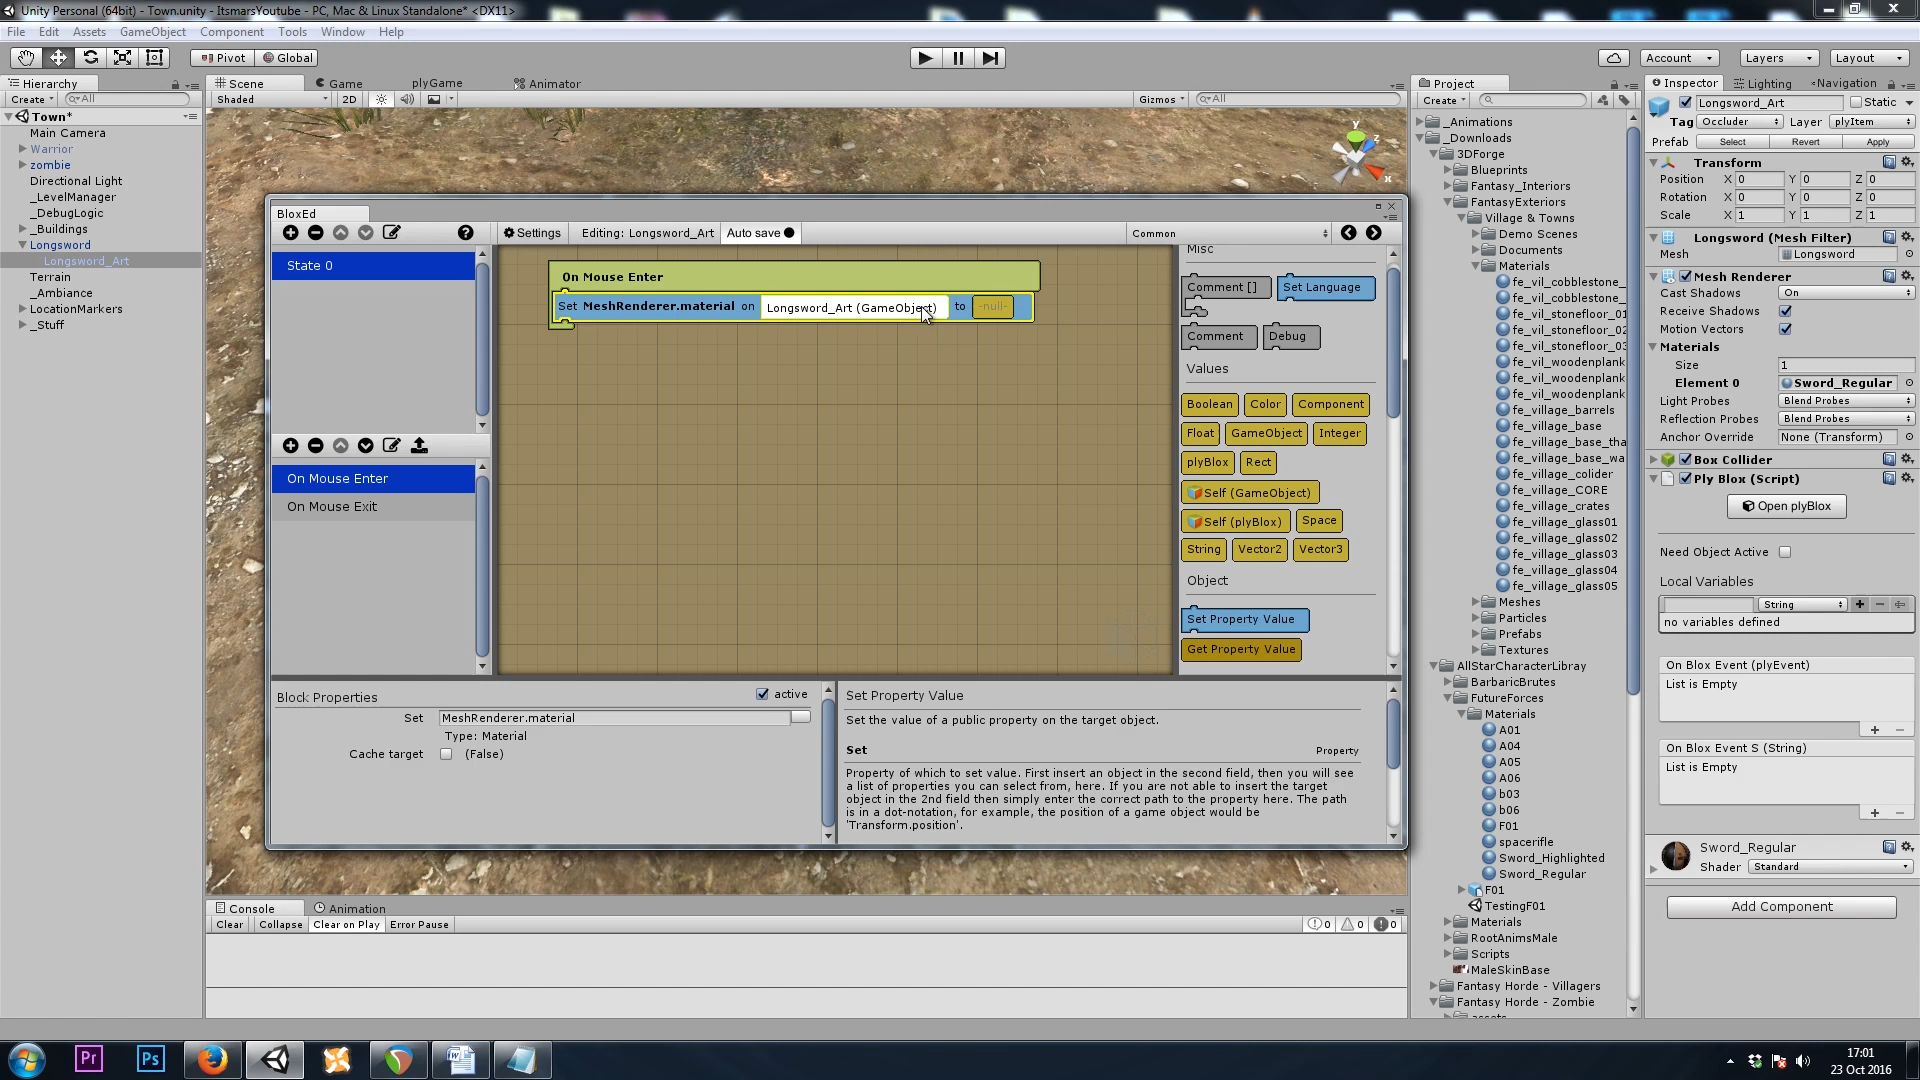 Unity Personal (64bit) - Town.unity - ItsmarsYoutube - PC, Mac & Linux Standalone* <DX11>
File Edit Assets GameObject Component Tools Window Help
Pivot Global Account Layers Layout
Hierarchy
Create All
Town*
Main Camera
Warrior
zombie
Directional Light
_LevelManager
_DebugLogic
_Buildings
Longsword
Longsword_Art
Terrain
_Ambiance
LocationMarkers
_Stuff
Scene Game plyGame Animator
Shaded 2D Gizmos All
y
z
x
BloxEd
Settings Editing: Longsword_Art Auto save Common
State 0
On Mouse Enter
On Mouse Exit
On Mouse Enter
Set MeshRenderer.material on Longsword_Art (GameObject) to -null-
Misc
Comment [] Set Language
Comment Debug
Values
Boolean Color Component
Float GameObject Integer
plyBlox Rect
Self (GameObject)
Self (plyBlox) Space
String Vector2 Vector3
Object
Set Property Value
Get Property Value
Block Properties active
Set MeshRenderer.material
Type: Material
Cache target (False)
Set Property Value
Set the value of a public property on the target object.
Set Property
Property of which to set value. First insert an object in the second field, then you will see
a list of properties you can select from, here. If you are not able to insert the target
object in the 2nd field then simply enter the correct path to the property here. The path
is in a dot-notation, for example, the position of a game object would be
'Transform.position'.
Console Animation
Clear Collapse Clear on Play Error Pause 0 0 0
Project
Create
_Animations
_Downloads
3DForge
Blueprints
Fantasy_Interiors
FantasyExteriors
Village & Towns
Demo Scenes
Documents
Materials
fe_vil_cobblestone_
fe_vil_cobblestone_
fe_vil_stonefloor_01
fe_vil_stonefloor_02
fe_vil_stonefloor_03
fe_vil_woodenplank
fe_vil_woodenplank
fe_vil_woodenplank
fe_village_barrels
fe_village_base
fe_village_base_tha
fe_village_base_wa
fe_village_colider
fe_village_CORE
fe_village_crates
fe_village_glass01
fe_village_glass02
fe_village_glass03
fe_village_glass04
fe_village_glass05
Meshes
Particles
Prefabs
Textures
AllStarCharacterLibray
BarbaricBrutes
FutureForces
Materials
A01
A04
A05
A06
b03
b06
F01
spacerifle
Sword_Highlighted
Sword_Regular
F01
TestingF01
Materials
RootAnimsMale
Scripts
MaleSkinBase
Fantasy Horde - Villagers
Fantasy Horde - Zombie
assets
Inspector Lighting Navigation
Longsword_Art Static
Tag Occluder Layer plyItem
Prefab Select Revert Apply
Transform
Position X 0 Y 0 Z 0
Rotation X 0 Y 0 Z 0
Scale X 1 Y 1 Z 1
Longsword (Mesh Filter)
Mesh Longsword
Mesh Renderer
Cast Shadows On
Receive Shadows
Motion Vectors
Materials
Size 1
Element 0 Sword_Regular
Light Probes Blend Probes
Reflection Probes Blend Probes
Anchor Override None (Transform)
Box Collider
Ply Blox (Script)
Open plyBlox
Need Object Active
Local Variables
String
no variables defined
On Blox Event (plyEvent)
List is Empty
On Blox Event S (String)
List is Empty
Sword_Regular
Shader Standard
Add Component
Pr Ps
17:01
23 Oct 2016